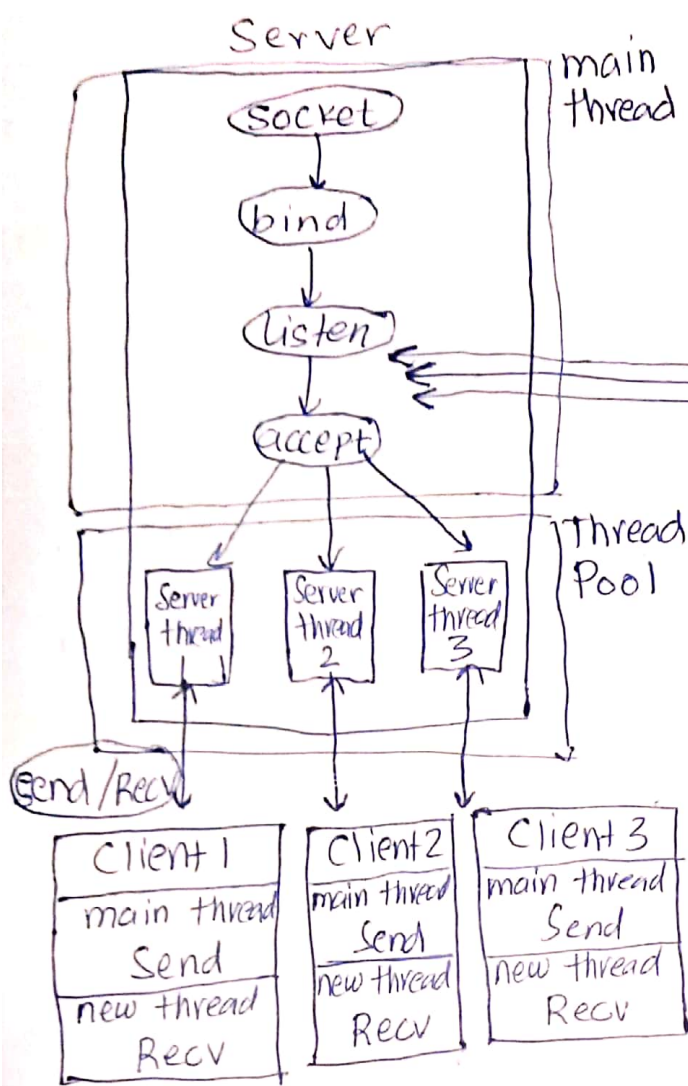 Server
main
thread
socket
bind
listen
accept
Thread
Pool
Server
thread
1
Server
thread
2
Server
thread
3
Send/Recv
Client 1
main thread
Send
new thread
Recv
Client 2
main thread
Send
new thread
Recv
Client 3
main thread
Send
new thread
Recv